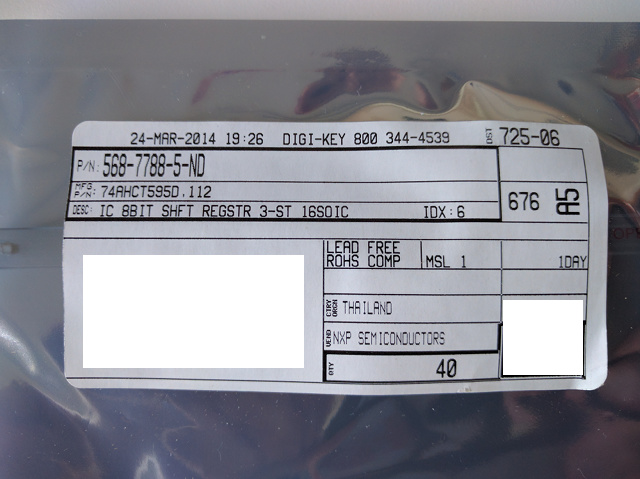 24-MAR-2014 19:26 DIGI-KEY 800 344-4539 DST 725-06
P/N: 568-7788-5-ND
MFG. P/N: 74AHCT595D,112
676 A5
DESC: IC 8BIT SHFT REGSTR 3-ST 16SOIC IDX:6
LEAD FREE
ROHS COMP MSL 1 1DAY
CTRY ORGN THAILAND
VEND NXP SEMICONDUCTORS
QTY 40